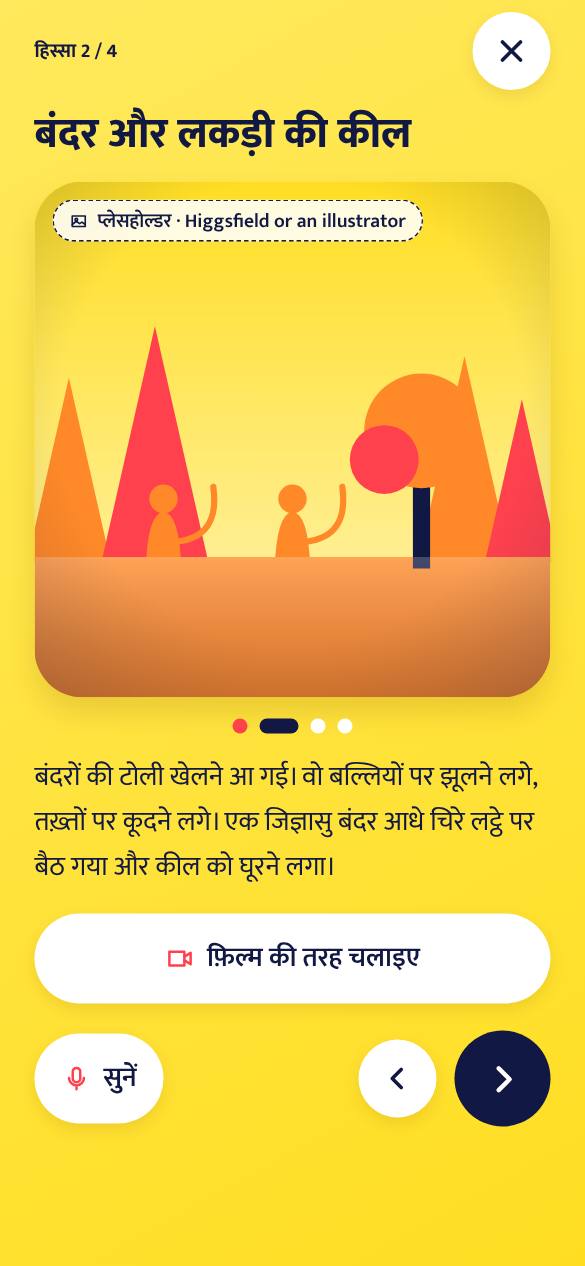 हिस्सा 2 / 4
बंदर और लकड़ी की कील
प्लेसहोल्डर · Higgsfield or an illustrator
बंदरों की टोली खेलने आ गई। वो बल्लियों पर झूलने लगे,
तख़्तों पर कूदने लगे। एक जिज्ञासु बंदर आधे चिरे लट्ठे पर
बैठ गया और कील को घूरने लगा।
फ़िल्म की तरह चलाइए
सुनें